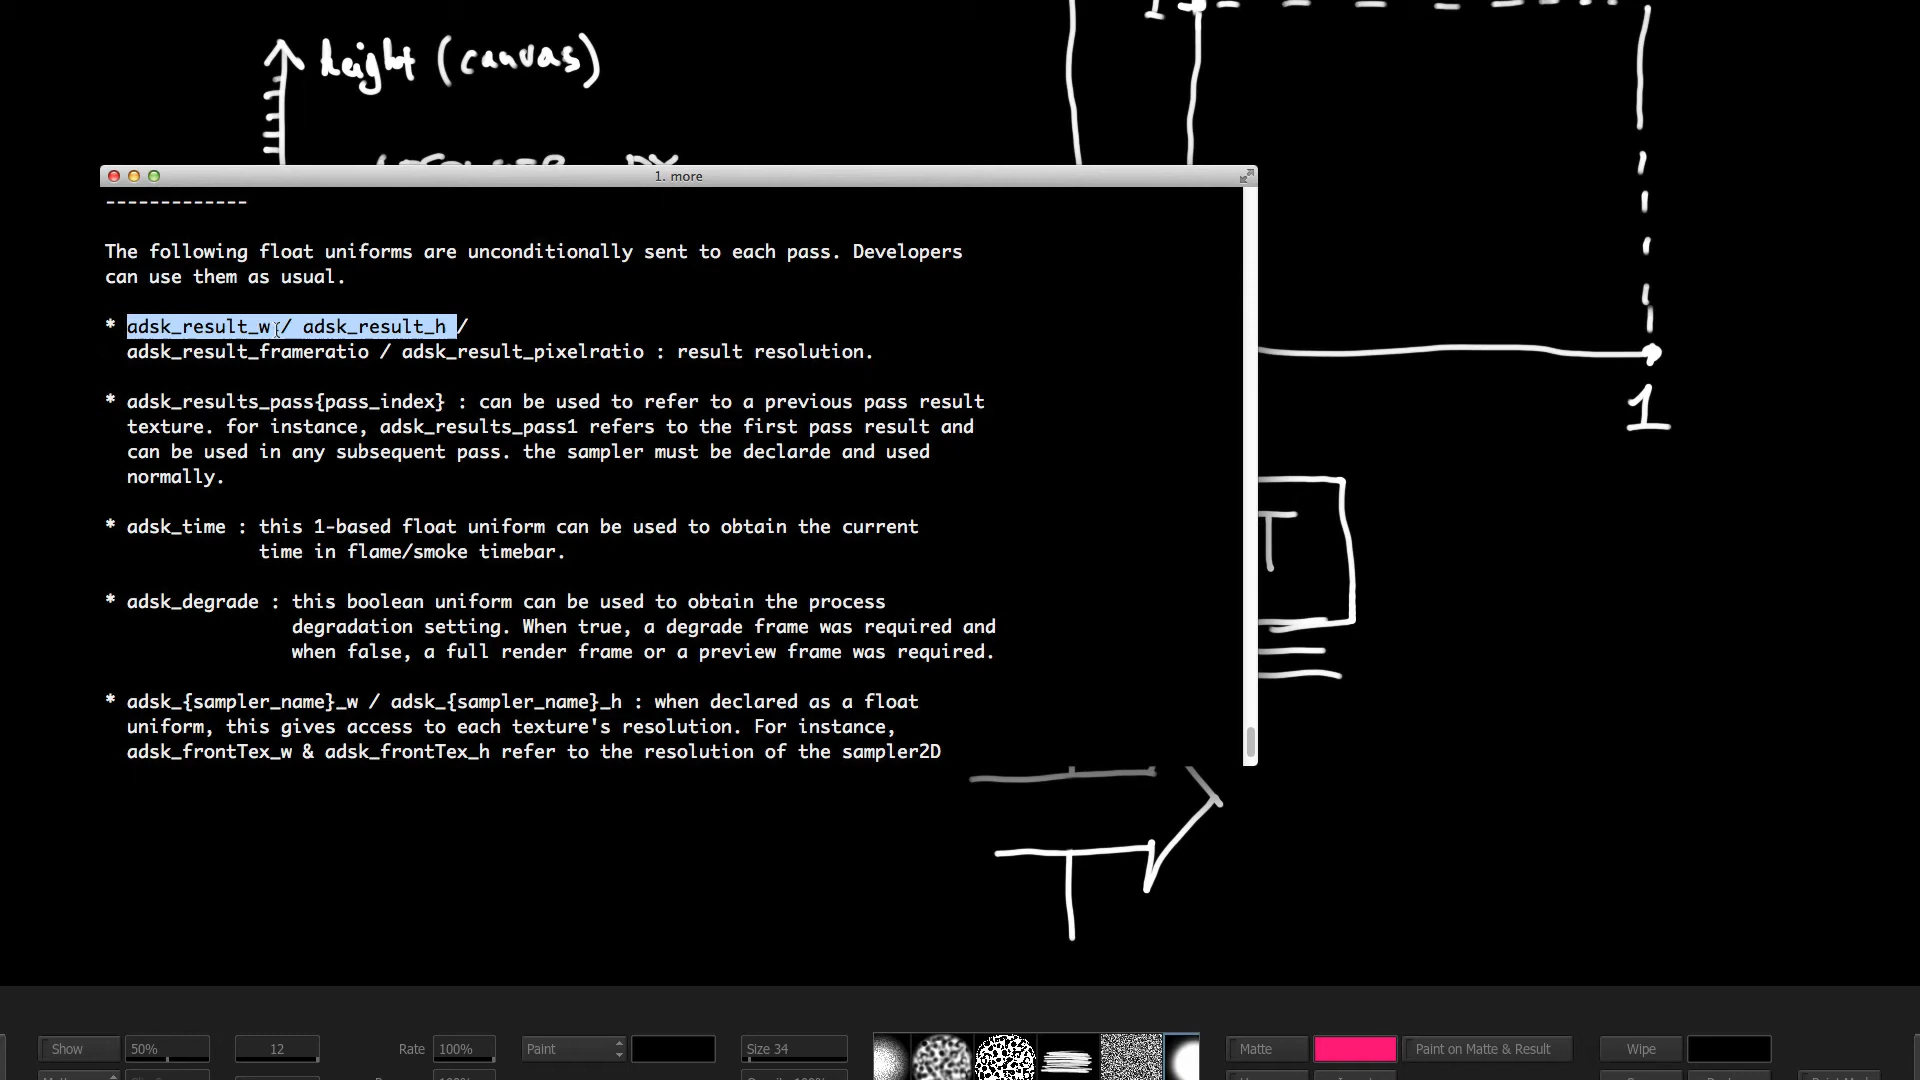 height (canvas)
1
1. more
-------------
The following float uniforms are unconditionally sent to each pass. Developers
can use them as usual.
* adsk_result_w / adsk_result_h /
adsk_result_frameratio / adsk_result_pixelratio : result resolution.
* adsk_results_pass{pass_index} : can be used to refer to a previous pass result
texture. for instance, adsk_results_pass1 refers to the first pass result and
can be used in any subsequent pass. the sampler must be declarde and used
normally.
* adsk_time : this 1-based float uniform can be used to obtain the current
time in flame/smoke timebar.
* adsk_degrade : this boolean uniform can be used to obtain the process
degradation setting. When true, a degrade frame was required and
when false, a full render frame or a preview frame was required.
* adsk_{sampler_name}_w / adsk_{sampler_name}_h : when declared as a float
uniform, this gives access to each texture's resolution. For instance,
adsk_frontTex_w & adsk_frontTex_h refer to the resolution of the sampler2D
1
T
Show 50% 12 Rate 100% Paint Size 34 Matte Paint on Matte & Result Wipe